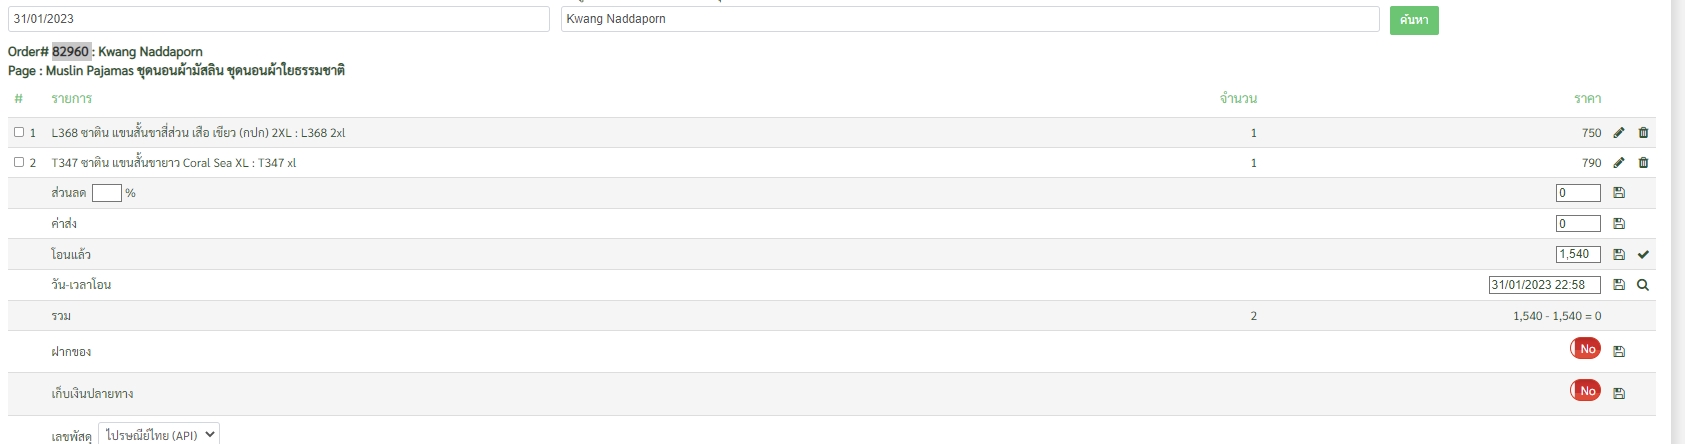 31/01/2023 Kwang Naddaporn ค้นหา
Order# 82960 : Kwang Naddaporn
Page : Muslin Pajamas ชุดนอนผ้ามัสลิน ชุดนอนผ้าใยธรรมชาติ
# รายการ จำนวน ราคา
1 L368 ซาติน แขนสั้นขาสี่ส่วน เสือ เขียว (กปก) 2XL : L368 2xl 1 750
2 T347 ซาติน แขนสั้นขายาว Coral Sea XL : T347 xl 1 790
ส่วนลด % 0
ค่าส่ง 0
โอนแล้ว 1,540
วัน-เวลาโอน 31/01/2023 22:58
รวม 2 1,540 - 1,540 = 0
ฝากของ No
เก็บเงินปลายทาง No
เลขพัสดุ ไปรษณีย์ไทย (API)